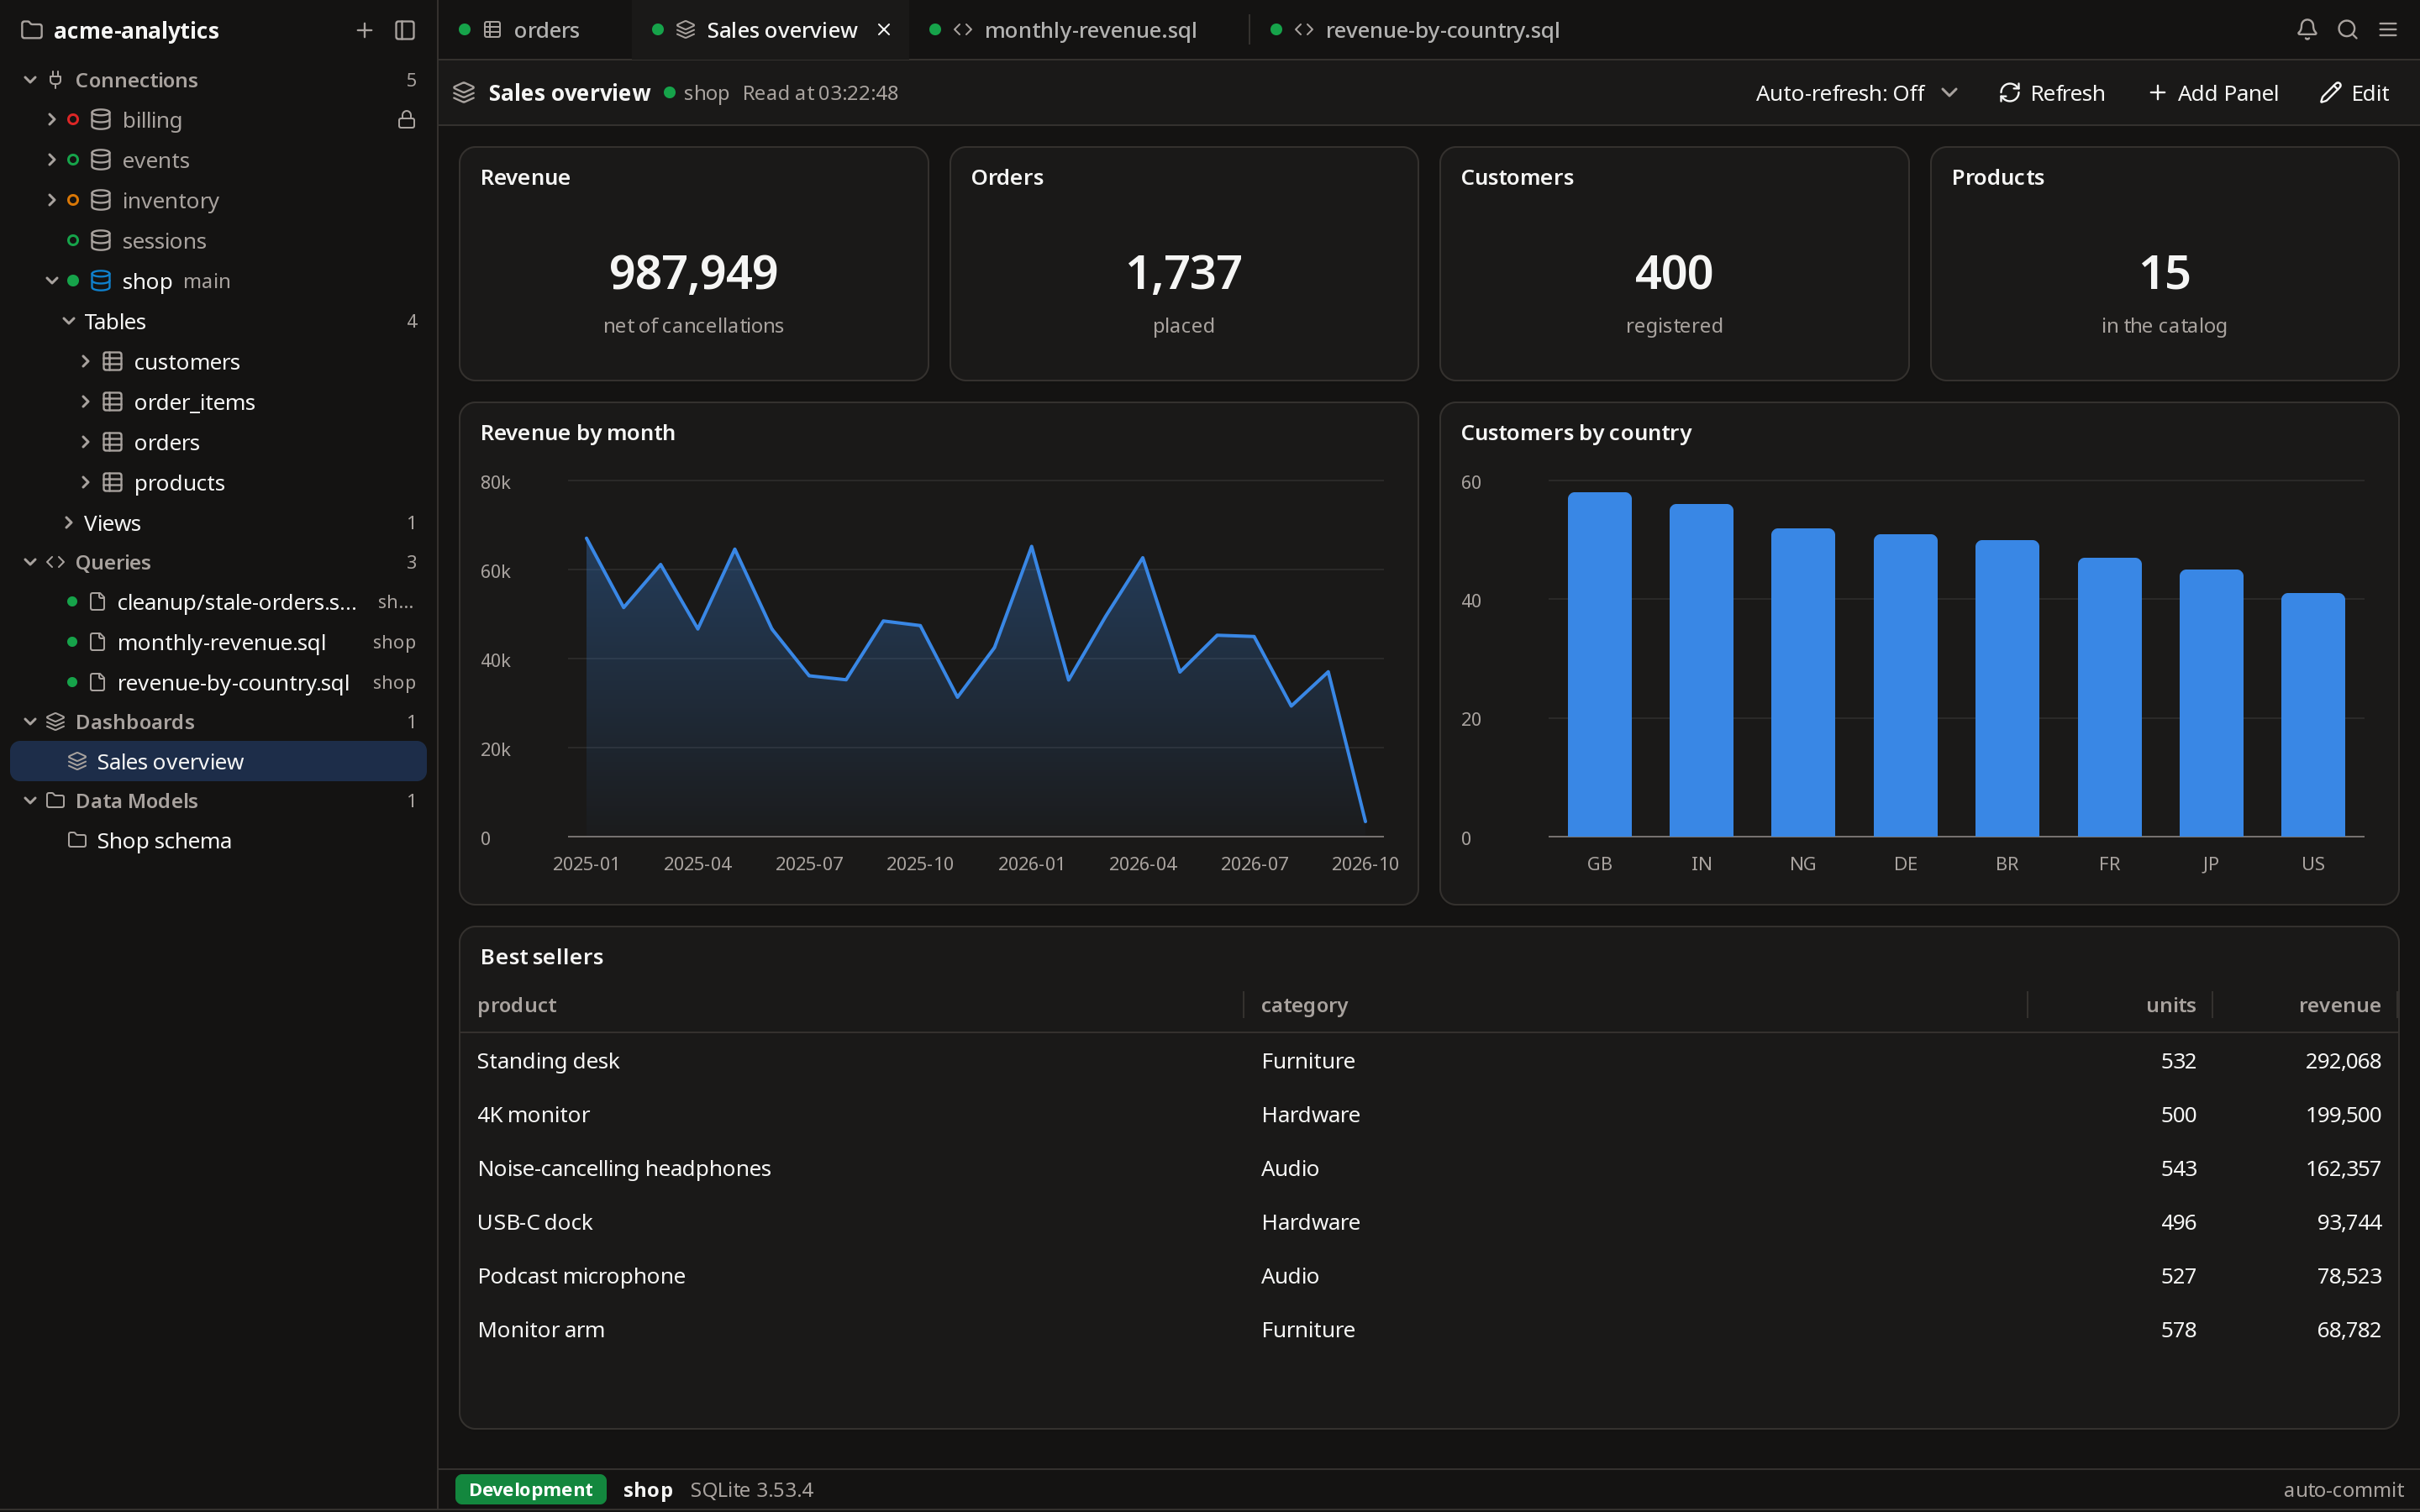 acme-analytics
Connections 5
billing
events
inventory
sessions
shop main
Tables 4
customers
order_items
orders
products
Views 1
Queries 3
cleanup/stale-orders.s... sh...
monthly-revenue.sql shop
revenue-by-country.sql shop
Dashboards 1
Sales overview
Data Models 1
Shop schema
orders Sales overview monthly-revenue.sql revenue-by-country.sql
Sales overview shop Read at 03:22:48 Auto-refresh: Off Refresh Add Panel Edit
Revenue
987,949
net of cancellations
Orders
1,737
placed
Customers
400
registered
Products
15
in the catalog
Revenue by month
80k
60k
40k
20k
0
2025-01 2025-04 2025-07 2025-10 2026-01 2026-04 2026-07 2026-10
Customers by country
60
40
20
0
GB IN NG DE BR FR JP US
Best sellers
product category units revenue
Standing desk Furniture 532 292,068
4K monitor Hardware 500 199,500
Noise-cancelling headphones Audio 543 162,357
USB-C dock Hardware 496 93,744
Podcast microphone Audio 527 78,523
Monitor arm Furniture 578 68,782
Development shop SQLite 3.53.4 auto-commit